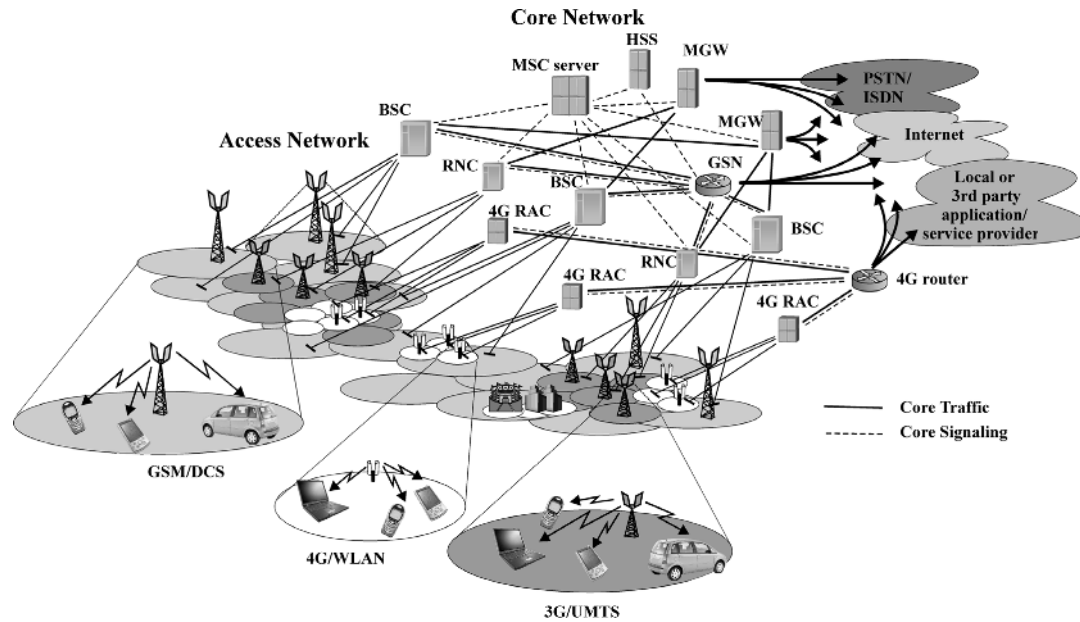 Core Network
HSS
MGW
MSC server
PSTN/
ISDN
BSC
MGW
Internet
Access Network
RNC
GSN
BSC
Local or
3rd party
application/
service provider
4G RAC
BSC
RNC
4G RAC
4G router
4G RAC
Core Traffic
Core Signaling
GSM/DCS
4G/WLAN
3G/UMTS